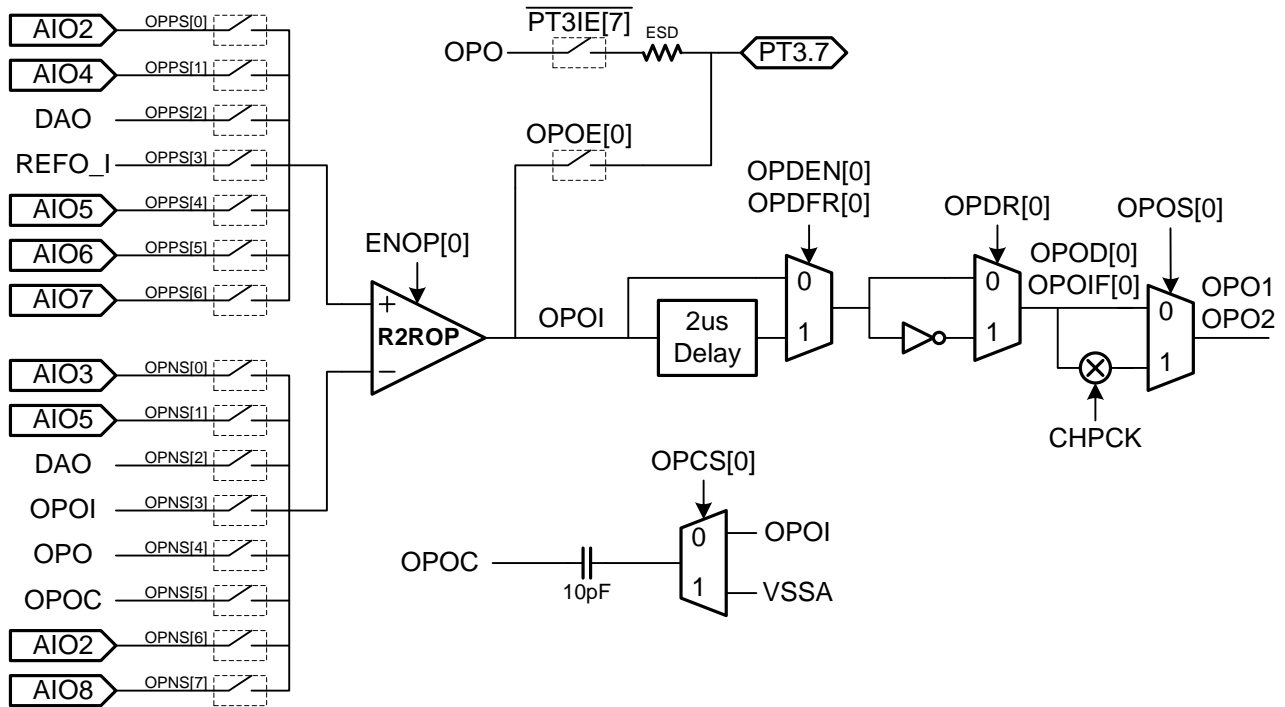 AIO2 OPPS[0]
AIO4 OPPS[1]
DAO OPPS[2]
REFO_I OPPS[3]
AIO5 OPPS[4]
AIO6 OPPS[5]
AIO7 OPPS[6]
AIO3 OPNS[0]
AIO5 OPNS[1]
DAO OPNS[2]
OPOI OPNS[3]
OPO OPNS[4]
OPOC OPNS[5]
AIO2 OPNS[6]
AIO8 OPNS[7]
PT3IE[7]
OPO
ESD
PT3.7
OPOE[0]
ENOP[0]
+
R2ROP
−
OPOI
2us
Delay
OPDEN[0]
OPDFR[0]
0
1
OPDR[0]
0
1
OPOD[0]
OPOIF[0]
OPOS[0]
0
1
OPO1
OPO2
CHPCK
OPCS[0]
OPOC
10pF
0
1
OPOI
VSSA